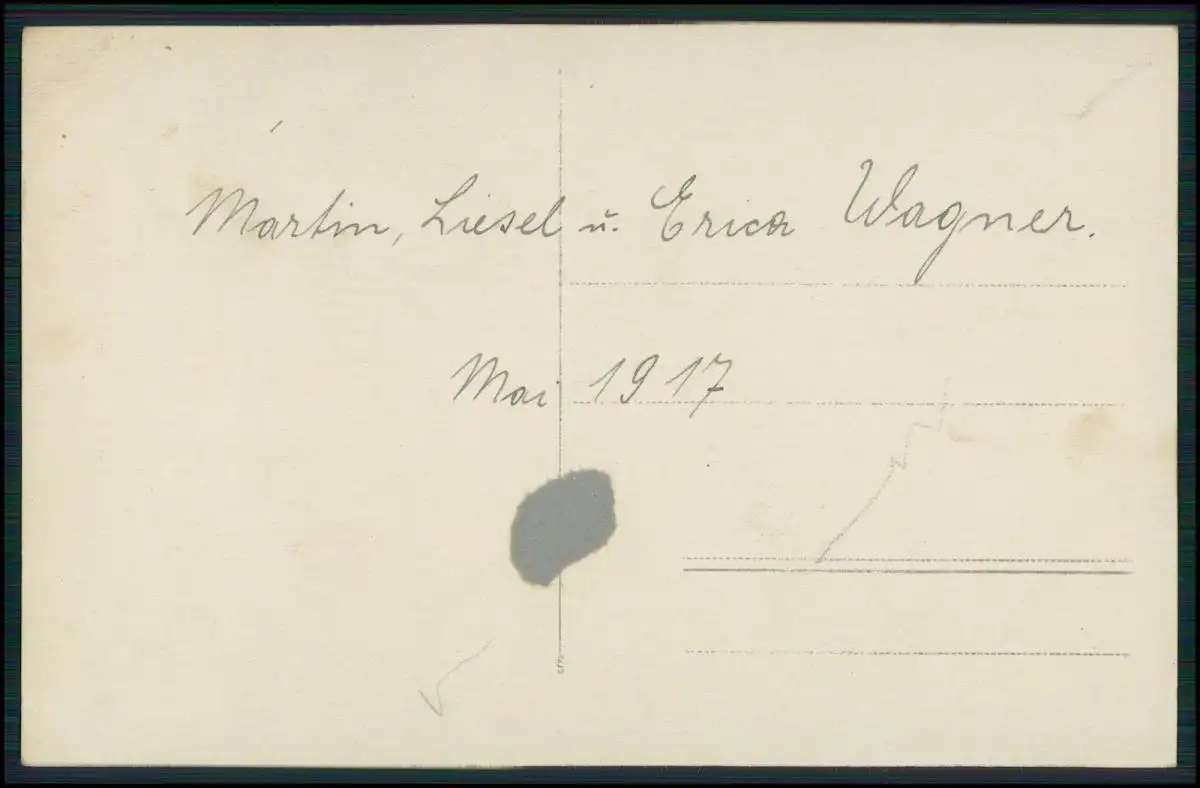 Martin, Liesel u. Erica Wagner.
Mai 1917